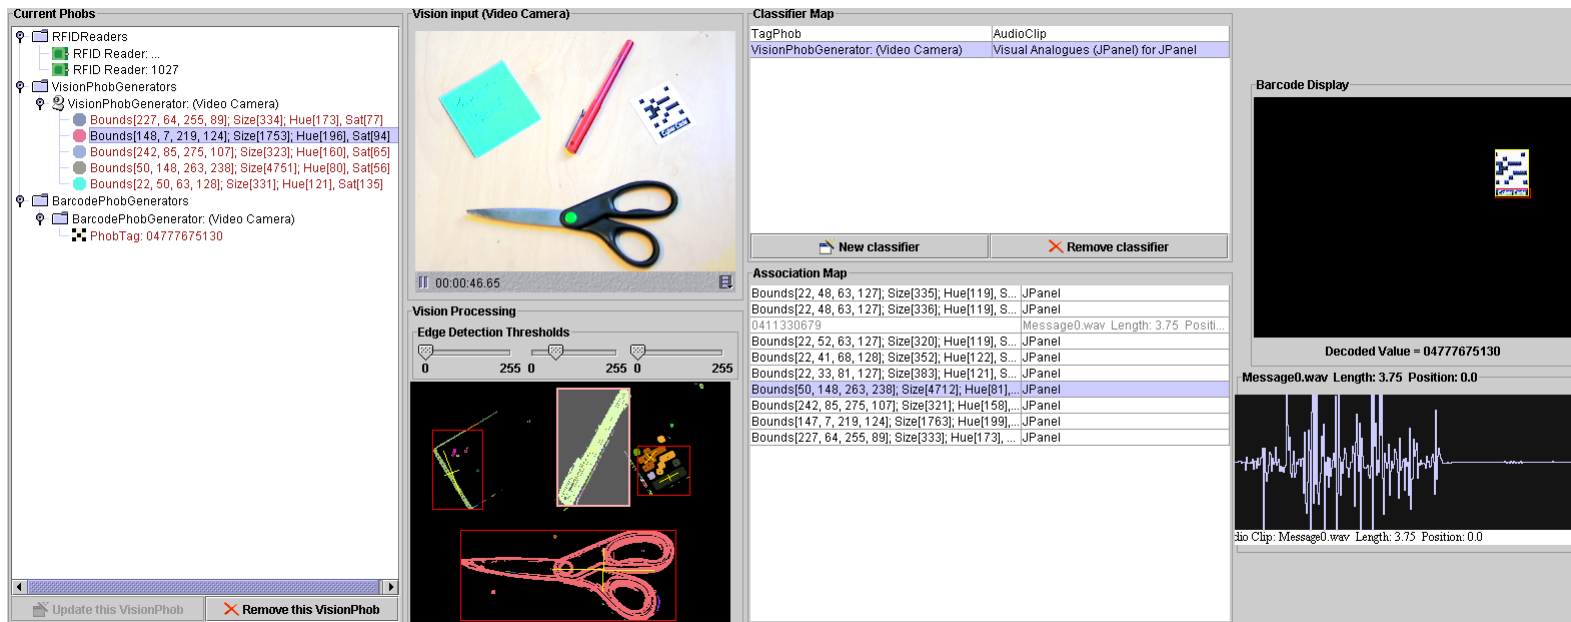 Current Phobs
RFIDReaders
RFID Reader: ...
RFID Reader: 1027
VisionPhobGenerators
VisionPhobGenerator: (Video Camera)
Bounds[227, 64, 255, 89]; Size[334]; Hue[173], Sat[77]
Bounds[148, 7, 219, 124]; Size[1753]; Hue[196], Sat[94]
Bounds[242, 85, 275, 107]; Size[323]; Hue[160], Sat[65]
Bounds[50, 148, 263, 238]; Size[4751]; Hue[80], Sat[56]
Bounds[22, 50, 63, 128]; Size[331]; Hue[121], Sat[135]
BarcodePhobGenerators
BarcodePhobGenerator: (Video Camera)
PhobTag: 04777675130
Update this VisionPhob
Remove this VisionPhob
Vision input (Video Camera)
Color Code
00:00:46.65
Vision Processing
Edge Detection Thresholds
0 255 0 255 0 255
Classifier Map
TagPhob AudioClip
VisionPhobGenerator: (Video Camera) Visual Analogues (JPanel) for JPanel
New classifier
Remove classifier
Association Map
Bounds[22, 48, 63, 127]; Size[335]; Hue[119], S... JPanel
Bounds[22, 48, 63, 127]; Size[336]; Hue[119], S... JPanel
0411330679 Message0.wav Length: 3.75 Positi...
Bounds[22, 52, 63, 127]; Size[320]; Hue[119], S... JPanel
Bounds[22, 41, 68, 128]; Size[352]; Hue[122], S... JPanel
Bounds[22, 33, 81, 127]; Size[383]; Hue[121], S... JPanel
Bounds[50, 148, 263, 238]; Size[4712]; Hue[81],... JPanel
Bounds[242, 85, 275, 107]; Size[321]; Hue[158],... JPanel
Bounds[147, 7, 219, 124]; Size[1763]; Hue[199],... JPanel
Bounds[227, 64, 255, 89]; Size[333]; Hue[173], ... JPanel
Barcode Display
Color Code
Decoded Value = 04777675130
Message0.wav Length: 3.75 Position: 0.0
dio Clip: Message0.wav Length: 3.75 Position: 0.0